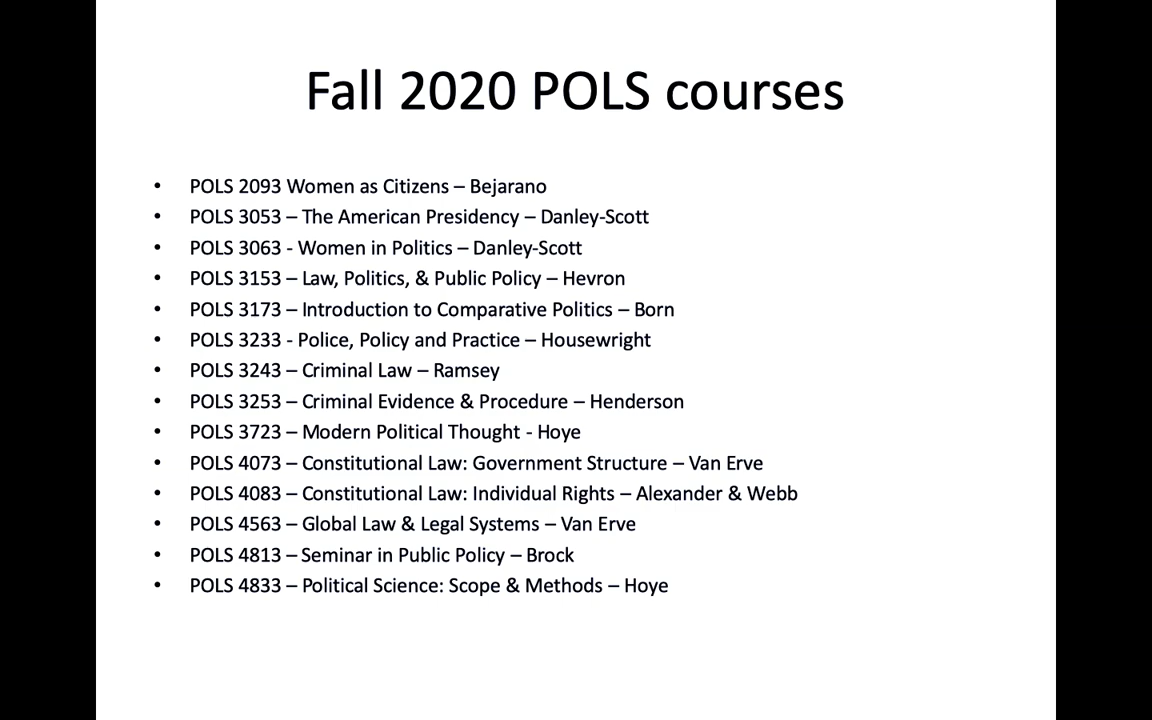 Fall 2020 POLS courses
• POLS 2093 Women as Citizens – Bejarano
• POLS 3053 – The American Presidency – Danley-Scott
• POLS 3063 - Women in Politics – Danley-Scott
• POLS 3153 – Law, Politics, & Public Policy – Hevron
• POLS 3173 – Introduction to Comparative Politics – Born
• POLS 3233 - Police, Policy and Practice – Housewright
• POLS 3243 – Criminal Law – Ramsey
• POLS 3253 – Criminal Evidence & Procedure – Henderson
• POLS 3723 – Modern Political Thought - Hoye
• POLS 4073 – Constitutional Law: Government Structure – Van Erve
• POLS 4083 – Constitutional Law: Individual Rights – Alexander & Webb
• POLS 4563 – Global Law & Legal Systems – Van Erve
• POLS 4813 – Seminar in Public Policy – Brock
• POLS 4833 – Political Science: Scope & Methods – Hoye